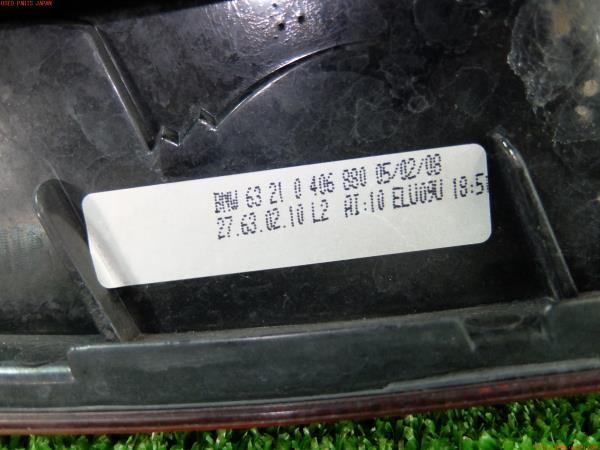 USED PARTS JAPAN
BMW 63 21 0 406 880 05/02/08
27.63.02.10 L2 AI:10 ELU09U 18:5